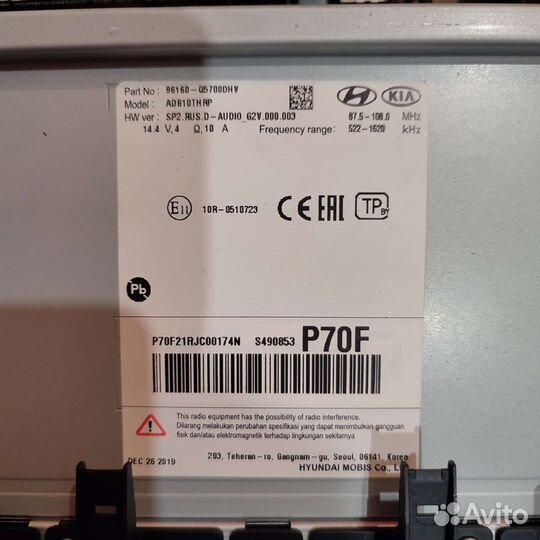 Part No : 96160-Q5700DHV
Model : ADB10THRP
HW ver : SP2.RUS.D-AUDIO_G2V.000.003
14.4 V, 4 Ω, 10 A
KIA
87.5-108.0 MHz
Frequency range: 522-1620 kHz
E11 10R-0510723 CE EAC TP BY
Pb
P70F21RJC00174N S490853 P70F
This radio equipment has the possibility of radio interference.
Dilarang melakukan perubahan spesifikasi yang dapat menimbulkan gangguan
fisik dan/atau elektromagnetik terhadap lingkungan sekitarnya
DEC 26 2019
203, Teheran-ro, Gangnam-gu, Seoul, 06141, Korea
HYUNDAI MOBIS Co., L
Avito